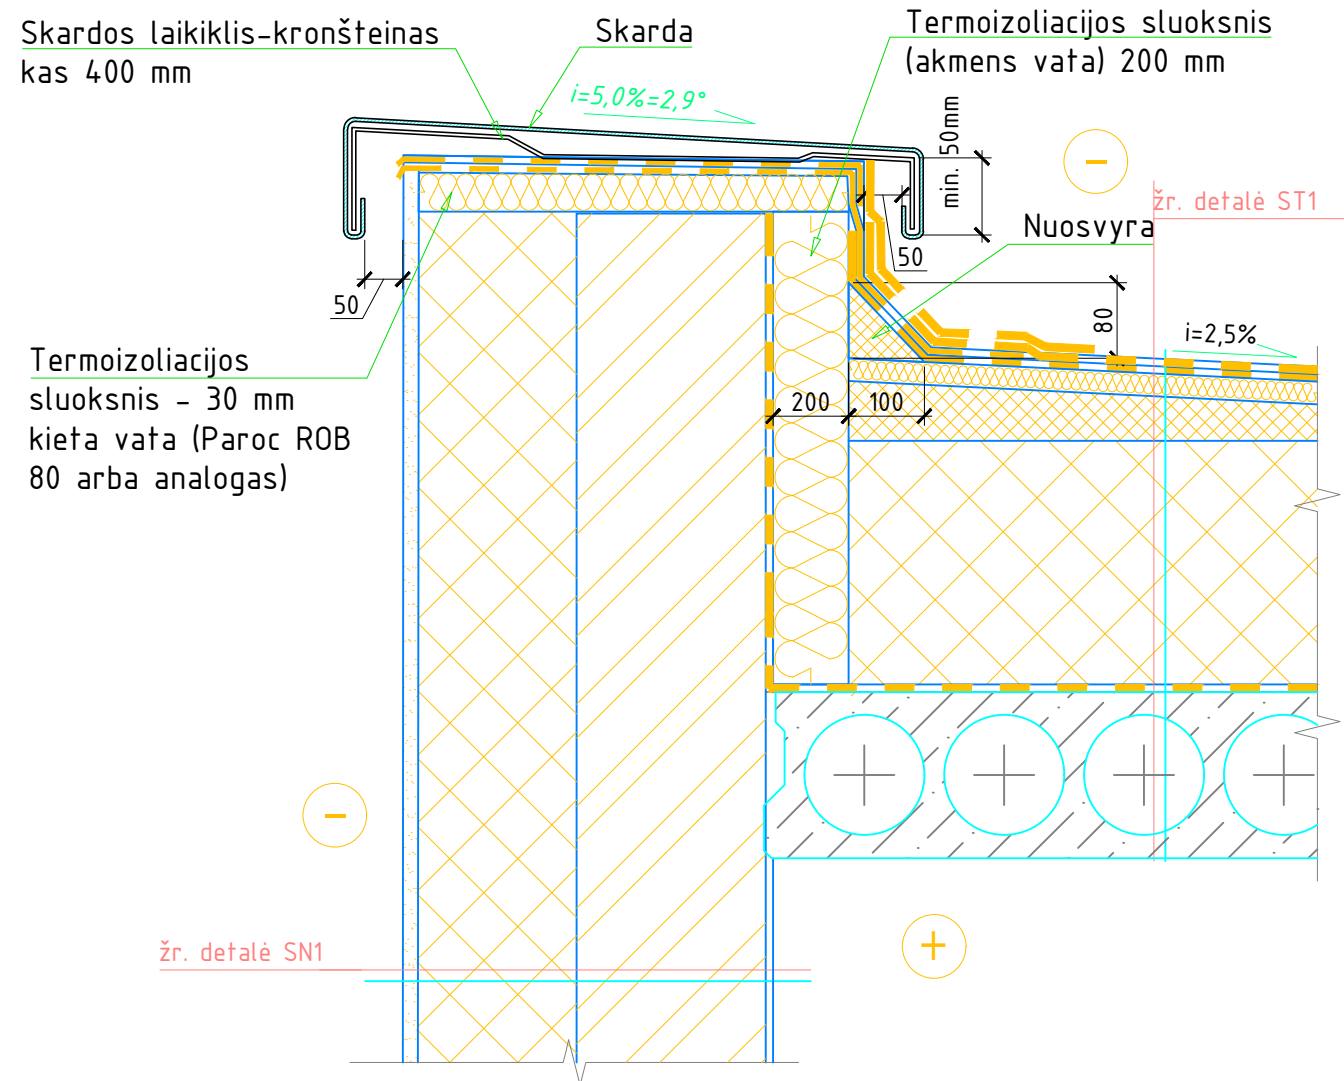 Skardos laikiklis-kronšteinas
kas 400 mm
Skarda
Termoizoliacijos sluoksnis
(akmens vata) 200 mm
i=5,0%=2,9°
min. 50mm
-
žr. detalė ST1
Nuosvyra
50
50
80
i=2,5%
Termoizoliacijos
sluoksnis - 30 mm
kieta vata (Paroc ROB
80 arba analogas)
200
100
-
+
žr. detalė SN1